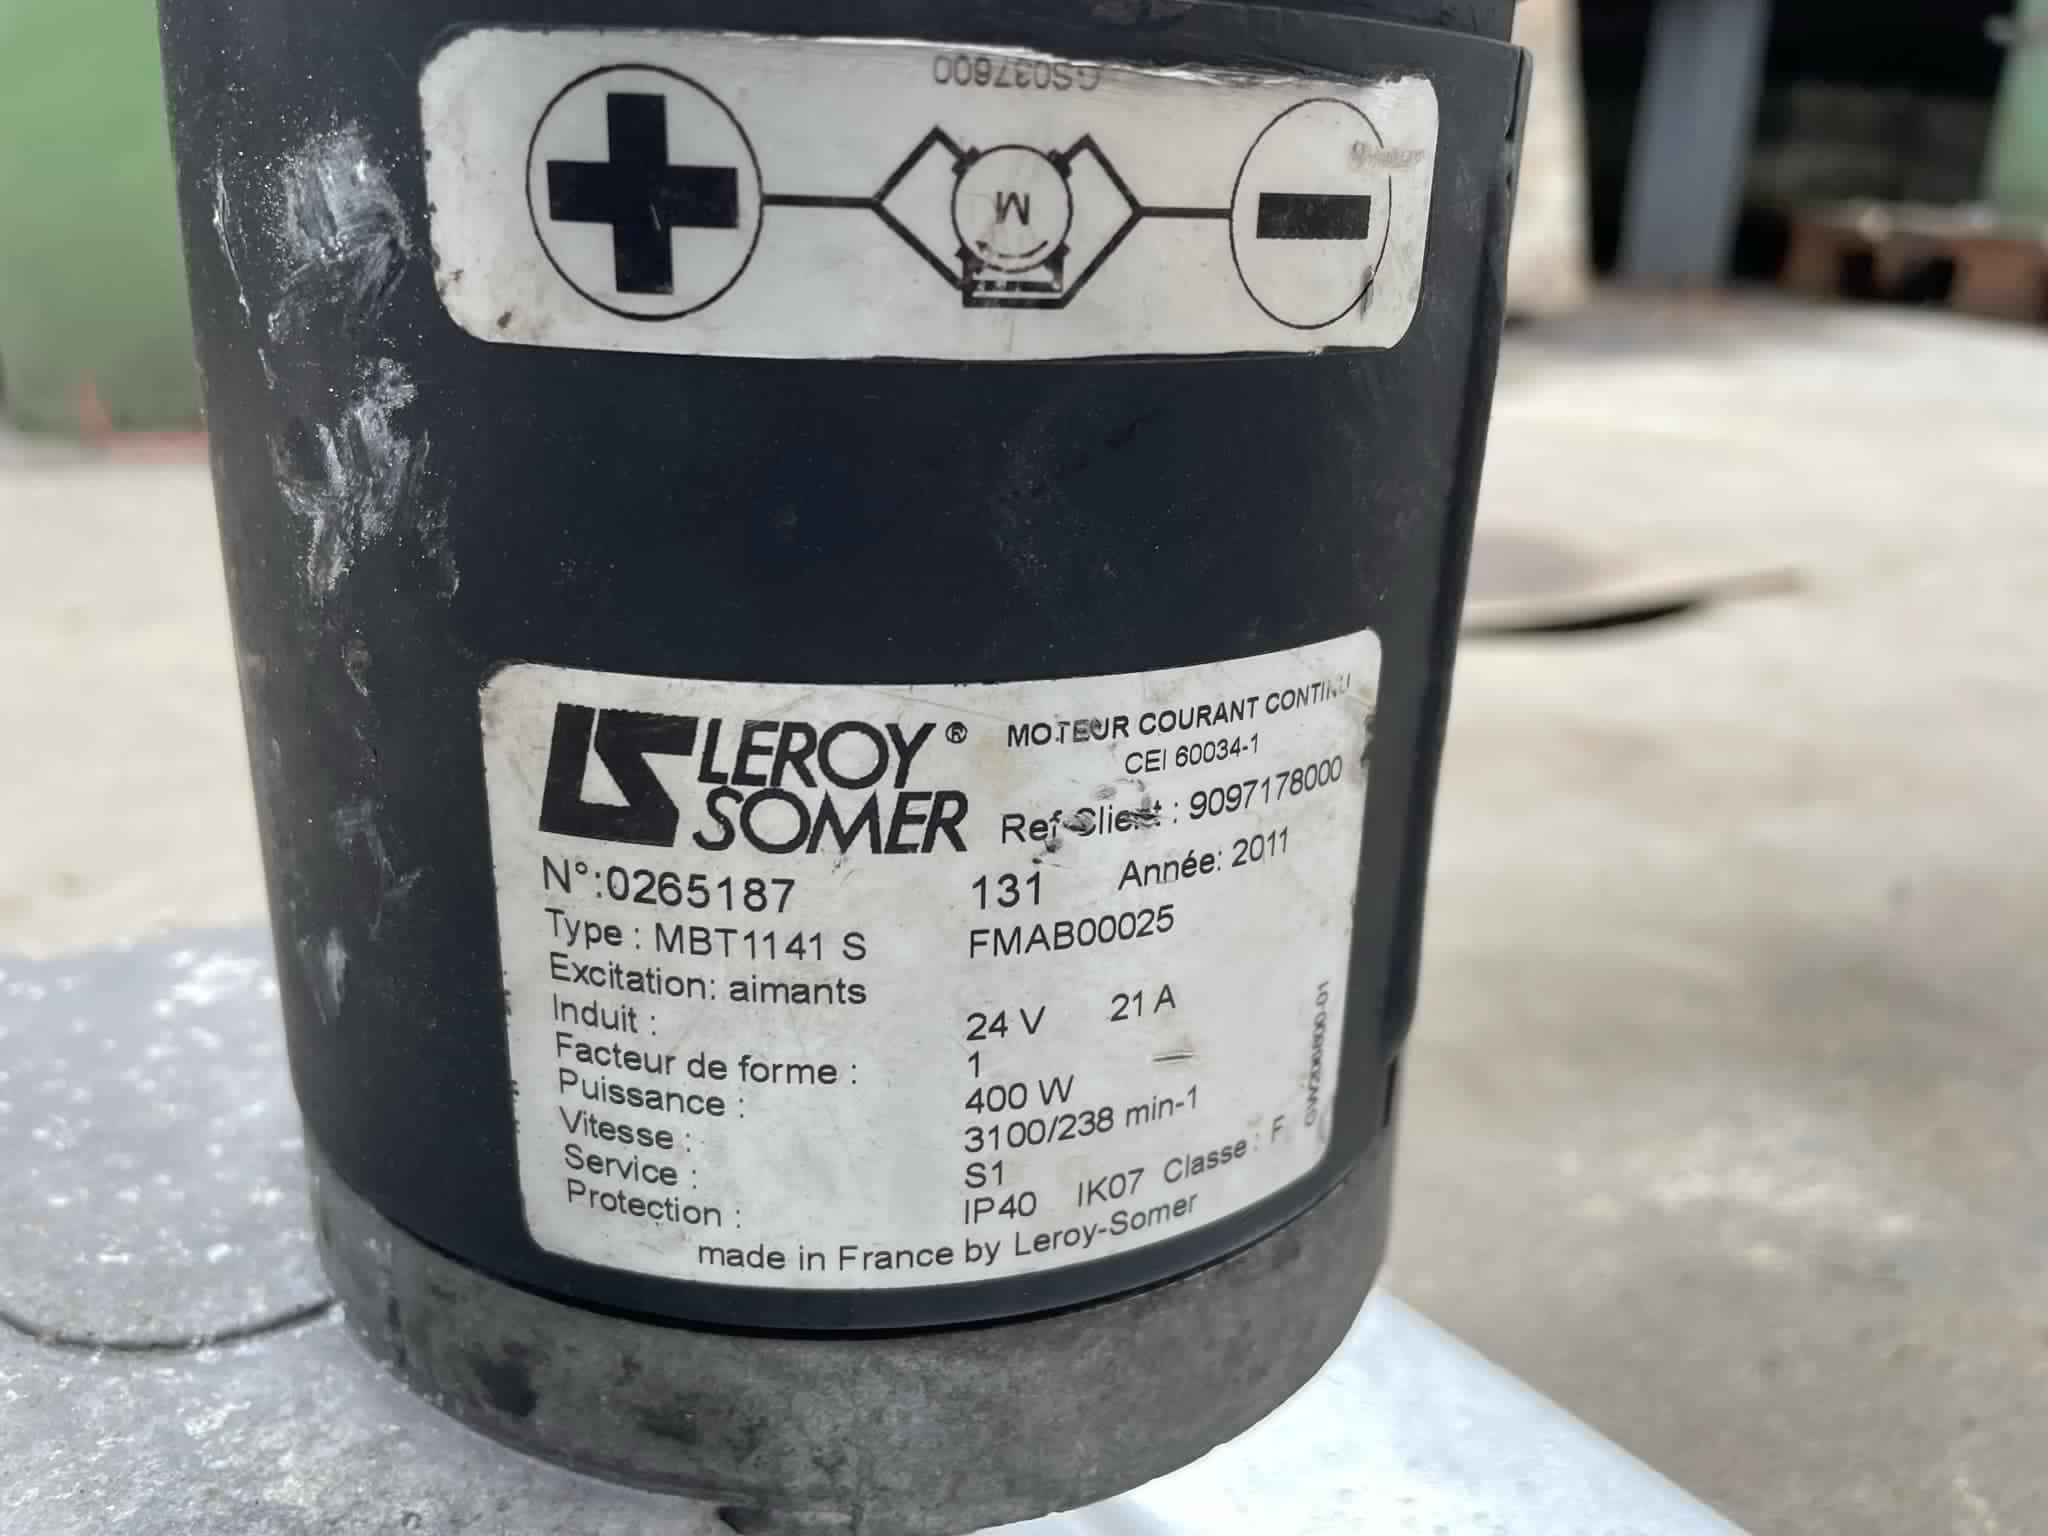 GS037600
M
LEROY® MOTEUR COURANT CONTINU
SOMER CEI 60034-1
Ref Client : 9097178000
N°:0265187 131 Année: 2011
Type : MBT1141 S FMAB00025
Excitation: aimants
Induit : 24 V 21 A
Facteur de forme : 1
Puissance : 400 W
Vitesse : 3100/238 min-1
Service : S1
Protection : IP40 IK07 Classe : F
made in France by Leroy-Somer